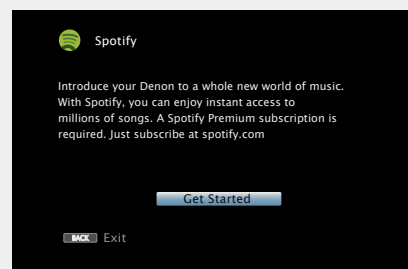 Spotify
Introduce your Denon to a whole new world of music.
With Spotify, you can enjoy instant access to
millions of songs. A Spotify Premium subscription is
required. Just subscribe at spotify.com
Get Started
BACK Exit